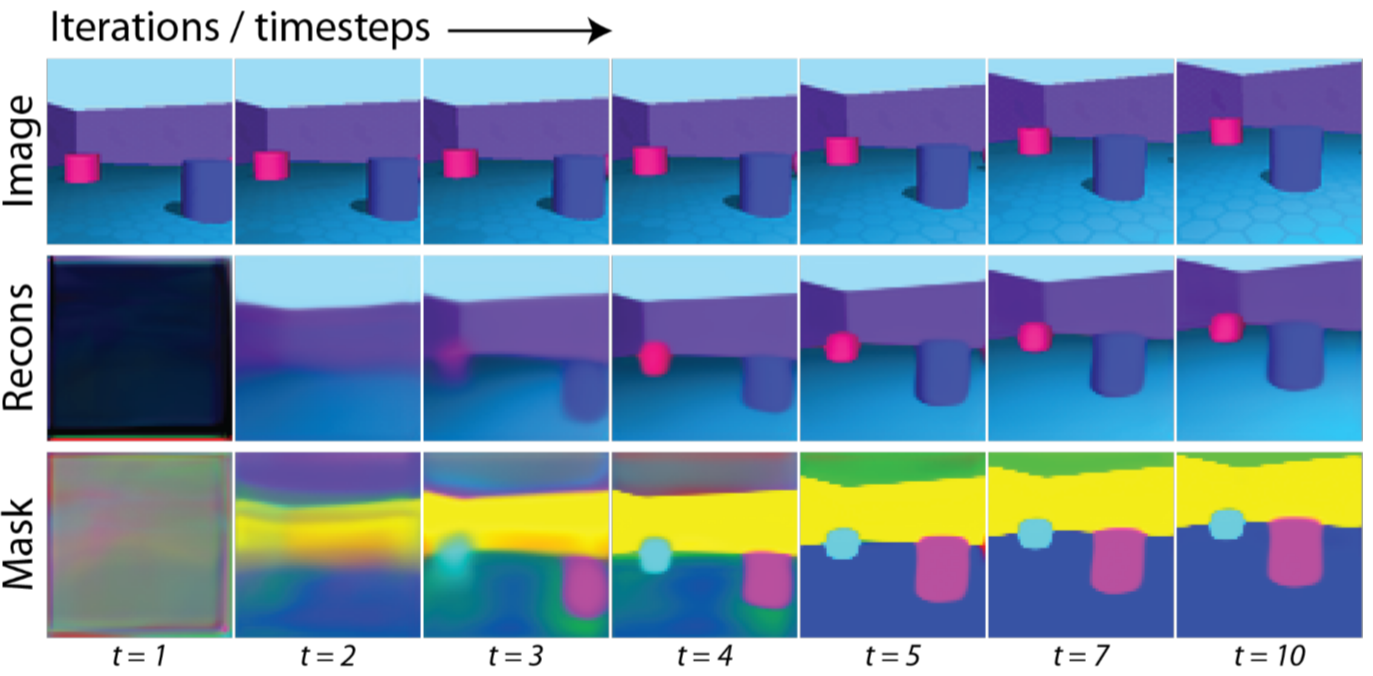 Iterations / timesteps
Image
Recons
Mask
t = 1
t = 2
t = 3
t = 4
t = 5
t = 7
t = 10